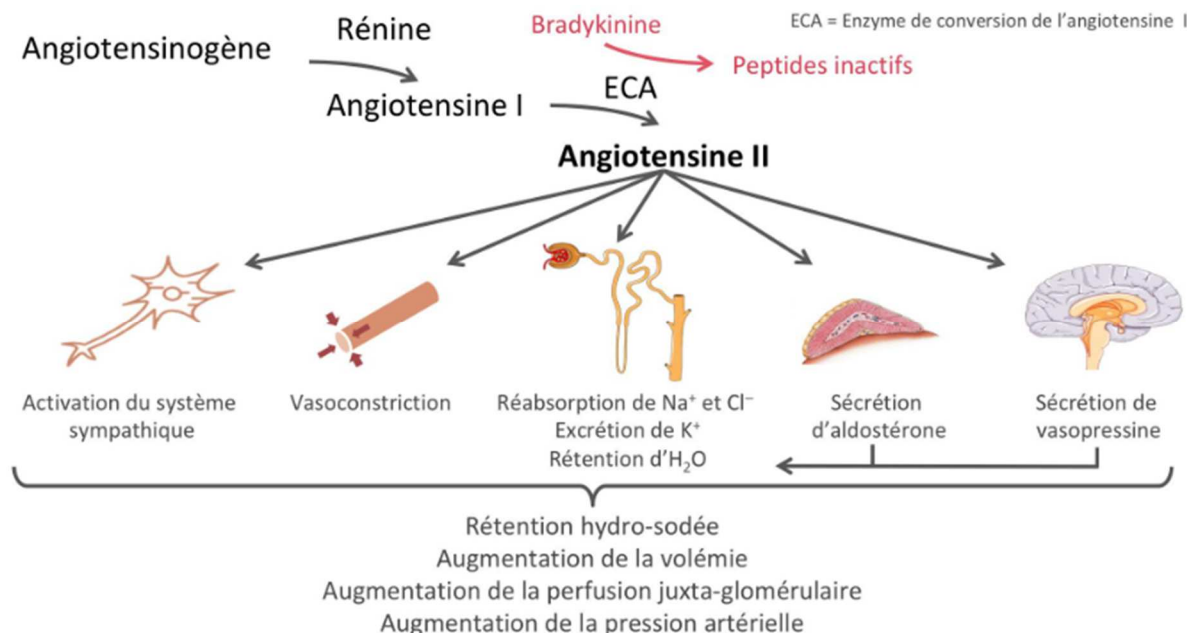 Angiotensinogène
Rénine
Bradykinine
ECA = Enzyme de conversion de l'angiotensine I
Peptides inactifs
Angiotensine I
ECA
Angiotensine II
Activation du système
sympathique
Vasoconstriction
Réabsorption de Na⁺ et Cl⁻
Excrétion de K⁺
Rétention d'H₂O
Sécrétion
d'aldostérone
Sécrétion de
vasopressine
Rétention hydro-sodée
Augmentation de la volémie
Augmentation de la perfusion juxta-glomérulaire
Augmentation de la pression artérielle